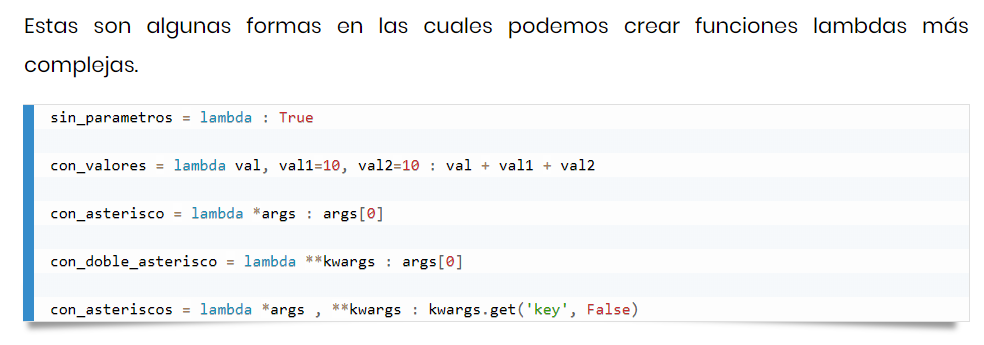 Estas son algunas formas en las cuales podemos crear funciones lambdas más
complejas.
sin_parametros = lambda : True
con_valores = lambda val, val1=10, val2=10 : val + val1 + val2
con_asterisco = lambda *args : args[0]
con_doble_asterisco = lambda **kwargs : args[0]
con_asteriscos = lambda *args , **kwargs : kwargs.get('key', False)